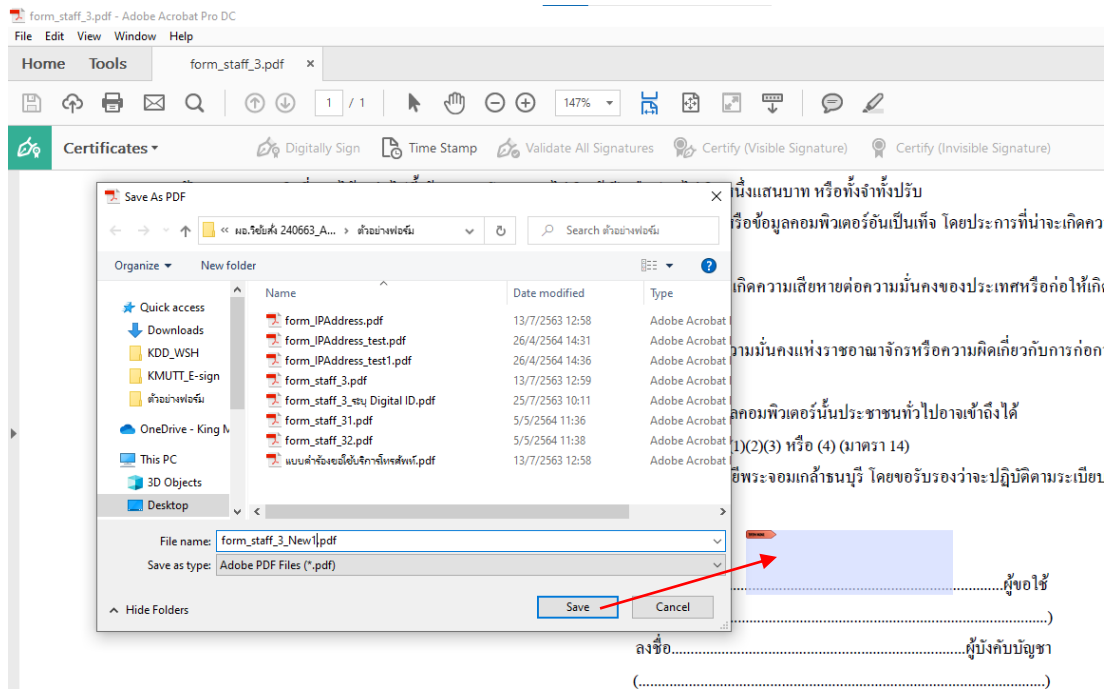 form_staff_3.pdf - Adobe Acrobat Pro DC
File Edit View Window Help
Home Tools form_staff_3.pdf ×
1 / 1 147%
Certificates Digitally Sign Time Stamp Validate All Signatures Certify (Visible Signature) Certify (Invisible Signature)
นึ่งแสนบาท หรือทั้งจำทั้งปรับ
Save As PDF
รือข้อมูลคอมพิวเตอร์อันเป็นเท็จ โดยประการที่น่าจะเกิดคว
« ผอ.วิชัยสั่ง 240663_A... › ตัวอย่างฟอร์ม Search ตัวอย่างฟอร์ม
Organize New folder
เกิดความเสียหายต่อความมั่นคงของประเทศหรือก่อให้เกิด
Name Date modified Type
Quick access
form_IPAddress.pdf 13/7/2563 12:58 Adobe Acrobat
Downloads
form_IPAddress_test.pdf 26/4/2564 14:31 Adobe Acrobat
วามมั่นคงแห่งราชอาณาจักรหรือความผิดเกี่ยวกับการก่อกา
KDD_WSH
form_IPAddress_test1.pdf 26/4/2564 14:36 Adobe Acrobat
KMUTT_E-sign
form_staff_3.pdf 13/7/2563 12:59 Adobe Acrobat
ตัวอย่างฟอร์ม
form_staff_3_ระบุ Digital ID.pdf 25/7/2563 10:11 Adobe Acrobat
ลคอมพิวเตอร์นั้นประชาชนทั่วไปอาจเข้าถึงได้
form_staff_31.pdf 5/5/2564 11:36 Adobe Acrobat
OneDrive - King M
form_staff_32.pdf 5/5/2564 11:38 Adobe Acrobat
1)(2)(3) หรือ (4) (มาตรา 14)
This PC
แบบคำร้องขอใช้บริการโทรศัพท์.pdf 13/7/2563 12:58 Adobe Acrobat
3D Objects
ยีพระจอมเกล้าธนบุรี โดยขอรับรองว่าจะปฏิบัติตามระเบียบ
Desktop
File name: form_staff_3_New1.pdf
Save as type: Adobe PDF Files (*.pdf)
Hide Folders Save Cancel
....................................................................ผู้ขอใช้
....................................................................)
ลงชื่อ............................................................................ผู้บังคับบัญชา
(..........................................................................................................)